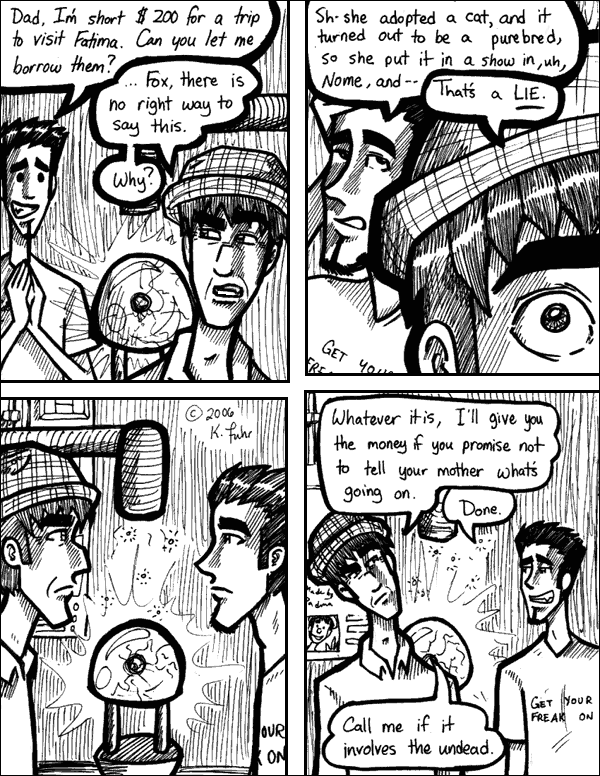 Dad, I'm short $200 for a trip
to visit Fatima. Can you let me
borrow them?
... Fox, there is
no right way to
say this.
Why?
Sh-she adopted a cat, and it
turned out to be a purebred,
so she put it in a show in, uh,
Nome, and--
That's a LIE.
GET YOUR
FREAK
© 2006
K. Fuhr
OUR
K ON
Whatever it is, I'll give you
the money if you promise not
to tell your mother what's
going on.
Done.
Made by
GET YOUR
FREAK ON
Call me if it
involves the undead.